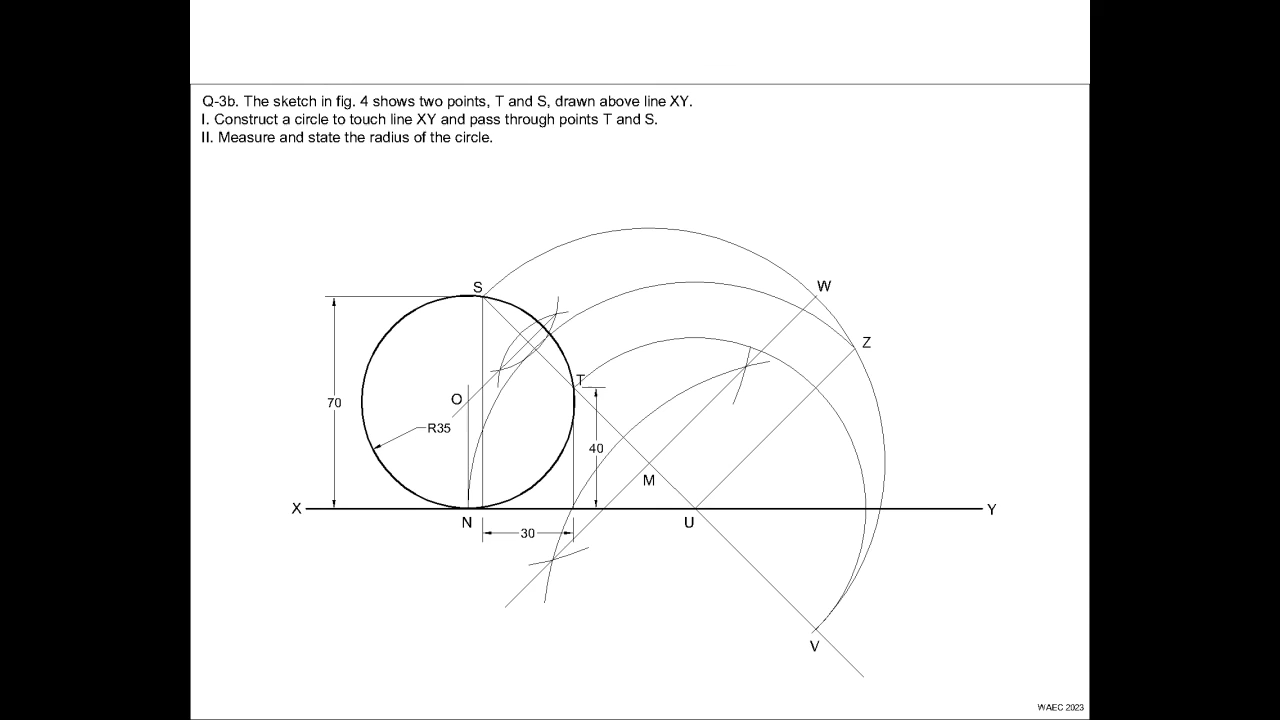 Q-3b. The sketch in fig. 4 shows two points, T and S, drawn above line XY.
I. Construct a circle to touch line XY and pass through points T and S.
II. Measure and state the radius of the circle.
S
W
Z
T
O
70
R35
40
M
X
Y
N
U
30
V
WAEC 2023